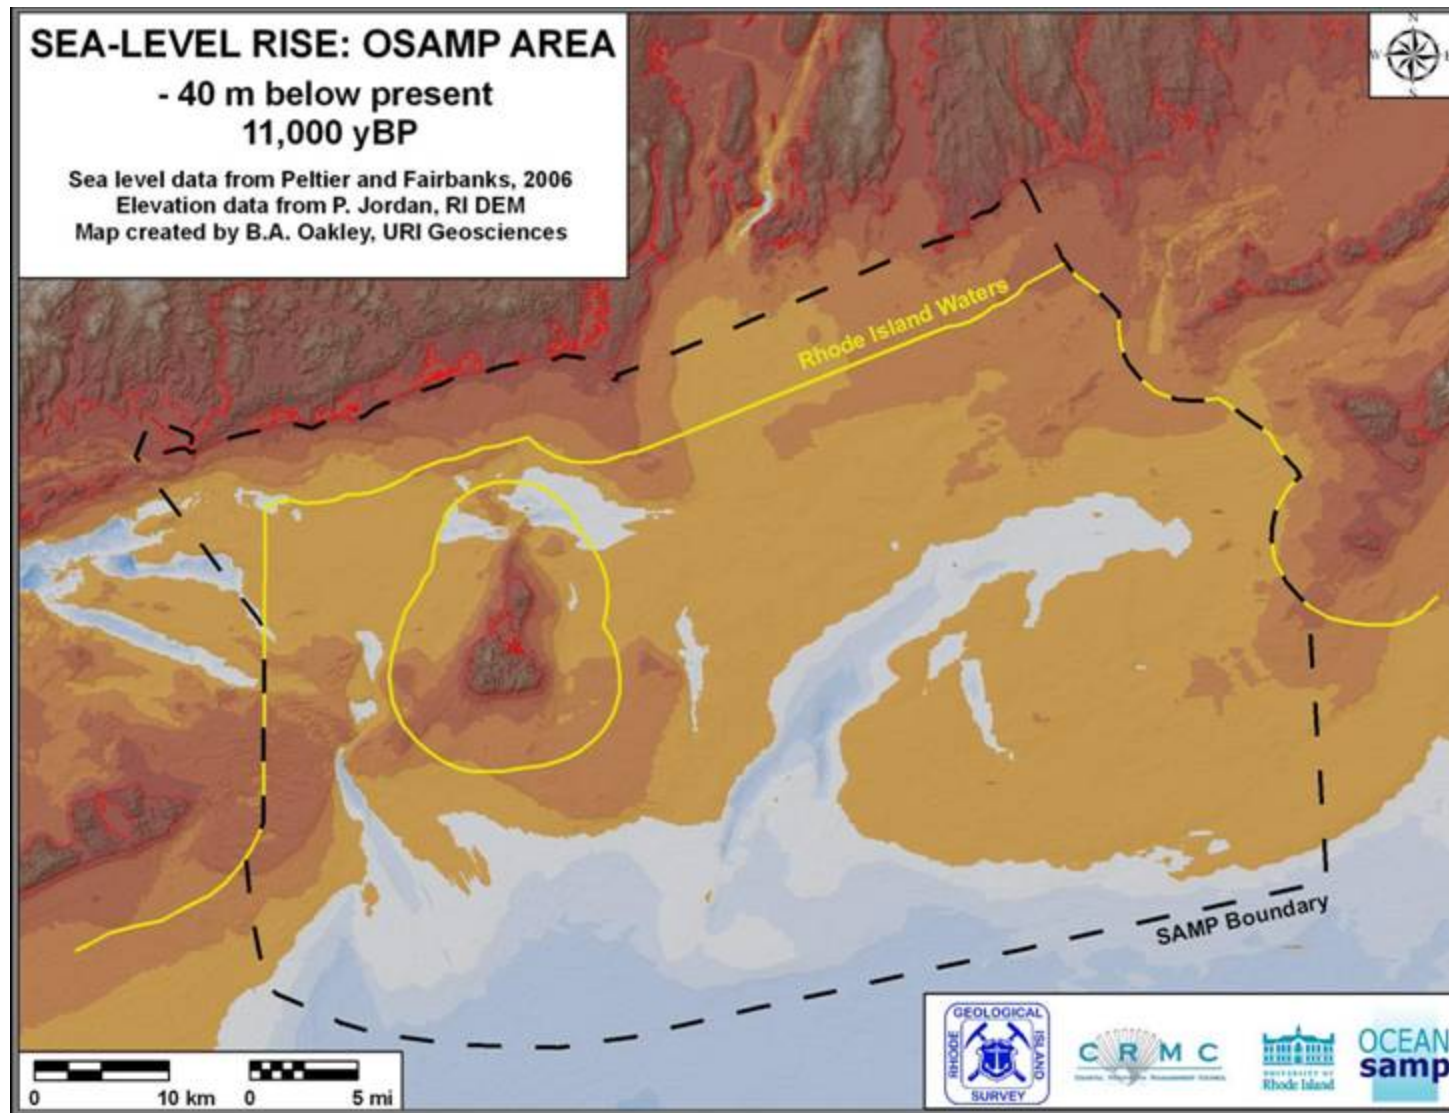 SEA-LEVEL RISE: OSAMP AREA
- 40 m below present
11,000 yBP
Sea level data from Peltier and Fairbanks, 2006
Elevation data from P. Jordan, RI DEM
Map created by B.A. Oakley, URI Geosciences
N
W
S
Rhode Island Waters
SAMP Boundary
0 10 km
0 5 mi
GEOLOGICAL
RHODE
ISLAND
SURVEY
C R M C
UNIVERSITY OF
Rhode Island
OCEAN
samp